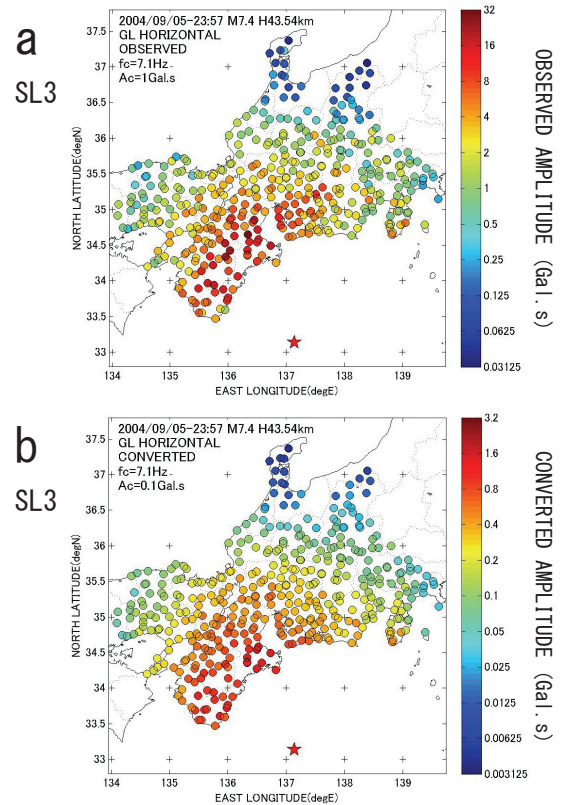 a
SL3
2004/09/05-23:57 M7.4 H43.54km
GL HORIZONTAL
OBSERVED
fc=7.1Hz
Ac=1Gal.s
37.5
37
36.5
36
35.5
35
34.5
34
33.5
33
NORTH LATITUDE(degN)
134
135
136
137
138
139
EAST LONGITUDE(degE)
32
16
8
4
2
1
0.5
0.25
0.125
0.0625
0.03125
OBSERVED AMPLITUDE (Gal.s)
b
SL3
2004/09/05-23:57 M7.4 H43.54km
GL HORIZONTAL
CONVERTED
fc=7.1Hz
Ac=0.1Gal.s
37.5
37
36.5
36
35.5
35
34.5
34
33.5
33
NORTH LATITUDE(degN)
134
135
136
137
138
139
EAST LONGITUDE(degE)
3.2
1.6
0.8
0.4
0.2
0.1
0.05
0.025
0.0125
0.00625
0.003125
CONVERTED AMPLITUDE (Gal.s)